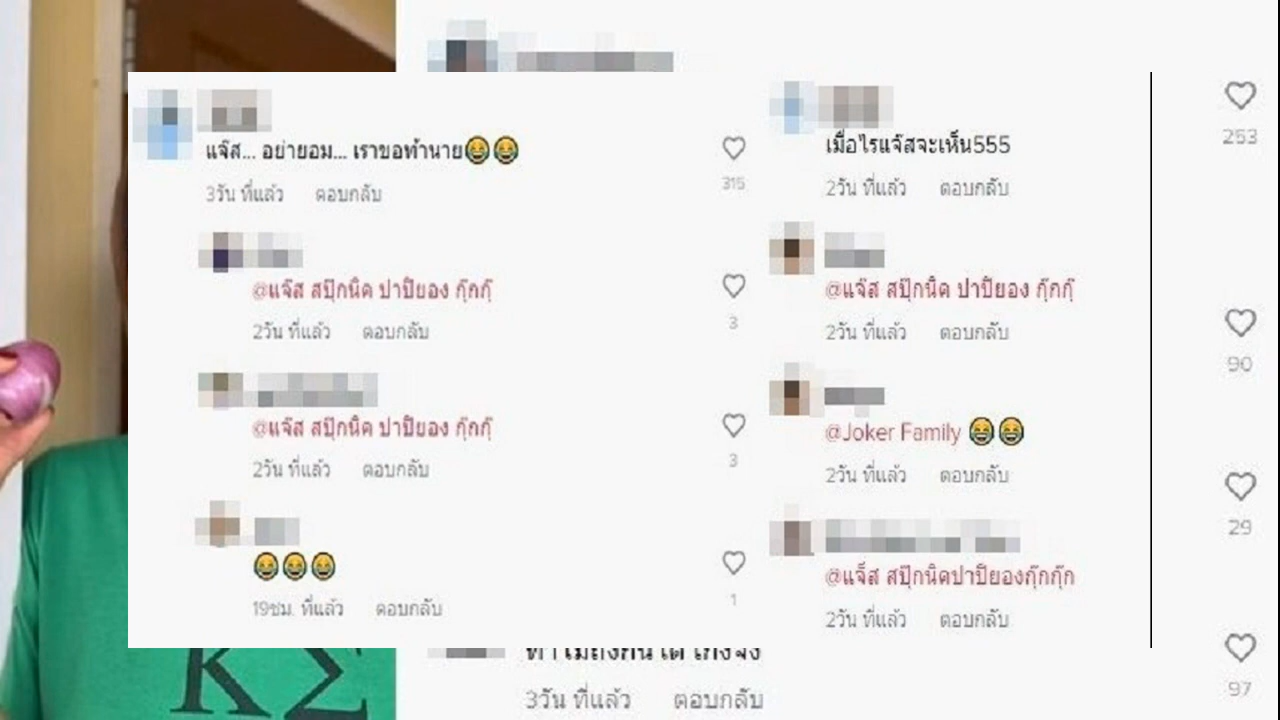 แจ๊ส... อย่ายอม... เราขอทำนาย😂😂
315
3วัน ที่แล้ว ตอบกลับ
@แจ๊ส สปุ๊กนิค ปาปิยอง กุ๊กกุ๊
3
2วัน ที่แล้ว ตอบกลับ
@แจ๊ส สปุ๊กนิค ปาปิยอง กุ๊กกุ๊
3
2วัน ที่แล้ว ตอบกลับ
😂😂😂
1
19ชม. ที่แล้ว ตอบกลับ
เมื่อไรแจ๊สจะเห็น555
2วัน ที่แล้ว ตอบกลับ
@แจ๊ส สปุ๊กนิค ปาปิยอง กุ๊กกุ๊
2วัน ที่แล้ว ตอบกลับ
@Joker Family 😂😂
2วัน ที่แล้ว ตอบกลับ
@แจ็ส สปุ๊กนิคปาปิยองกุ๊กกุ๊ก
2วัน ที่แล้ว ตอบกลับ
253
90
29
97
3วัน ที่แล้ว ตอบกลับ
ΚΣ